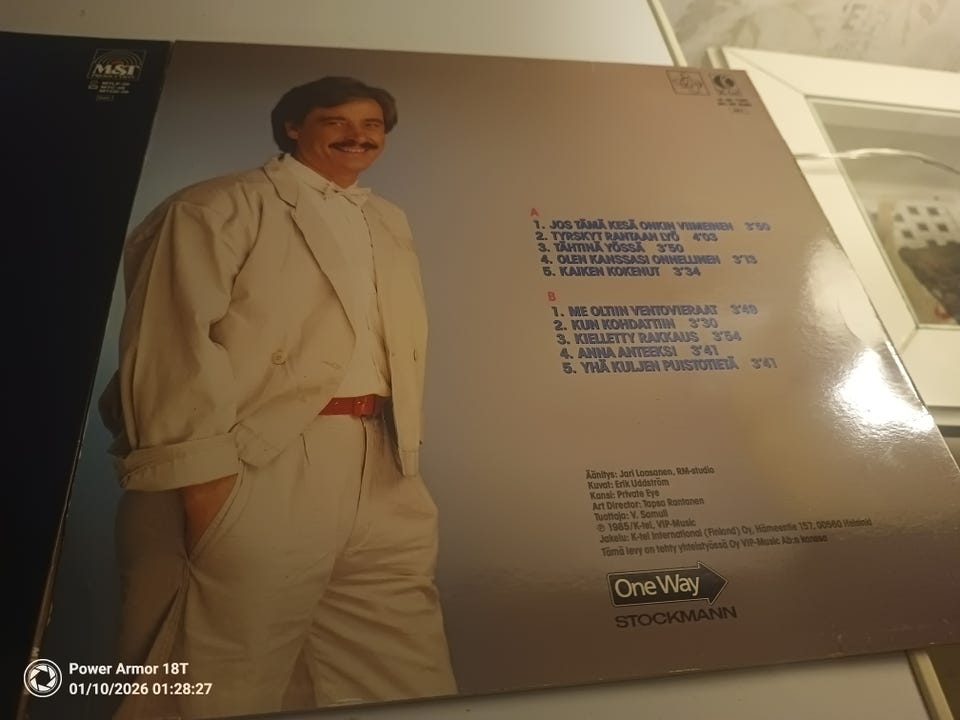 MST
A
1. JOS TÄMÄ KESÄ ONKIN VIIMEINEN 3'50
2. TYRSKYT RANTAAN LYÖ 4'03
3. TÄHTINÄ YÖSSÄ 3'50
4. OLEN KANSSASI ONNELLINEN 3'13
5. KAIKEN KOKENUT 3'34
B
1. ME OLTIIN VENTOVIERAAT 3'49
2. KUN KOHDATTIIN 3'30
3. KIELLETTY RAKKAUS 3'54
4. ANNA ANTEEKSI 3'41
5. YHÄ KULJEN PUISTOTIETÄ 3'41
Äänitys: Jari Laasanen, RM-studio
Kuvat: Erik Uddström
Kansi: Private Eye
Art Director: Topsa Rantanen
Tuottaja: V. Samuli
℗ 1985/K-tel, VIP-Music
Jakelu: K-tel International (Finland) Oy, Hämeentie 157, 00560 Helsinki
Tämä levy on tehty yhteistyössä Oy VIP-Music Ab:n kanssa
One Way
STOCKMANN
Power Armor 18T
01/10/2026 01:28:27